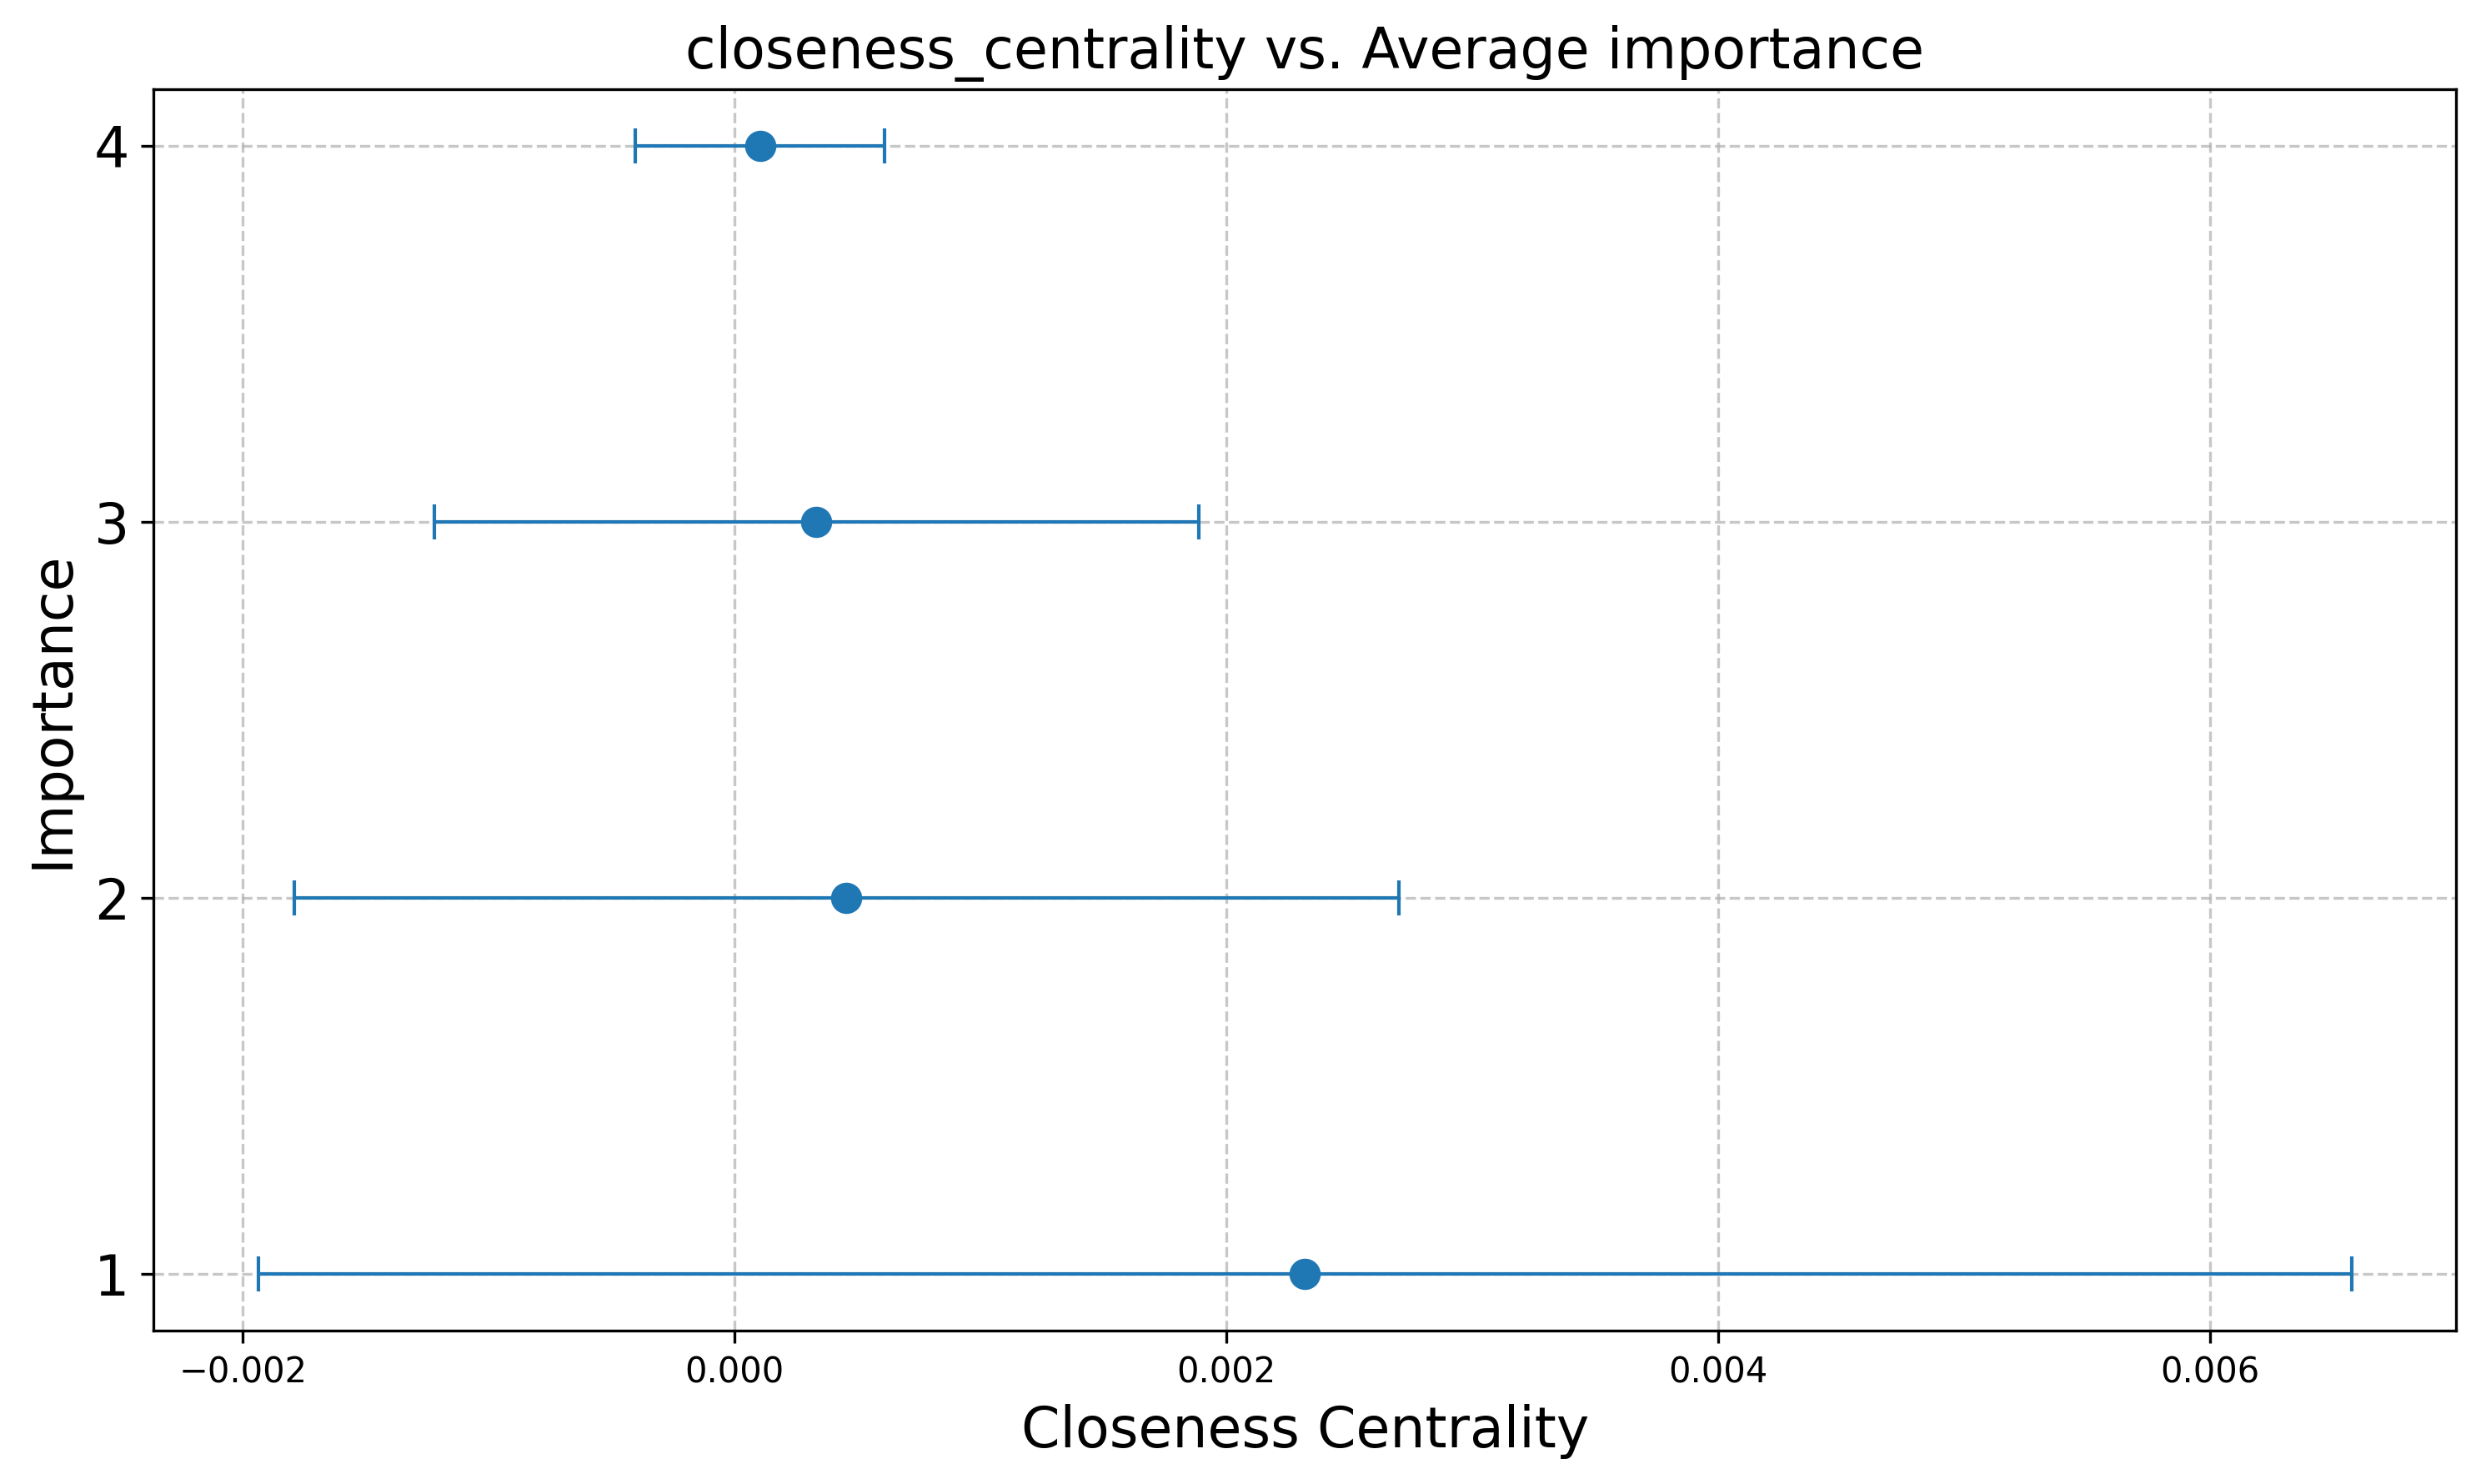 closeness_centrality vs. Average importance
4
3
2
1
Importance
−0.002 0.000 0.002 0.004 0.006
Closeness Centrality